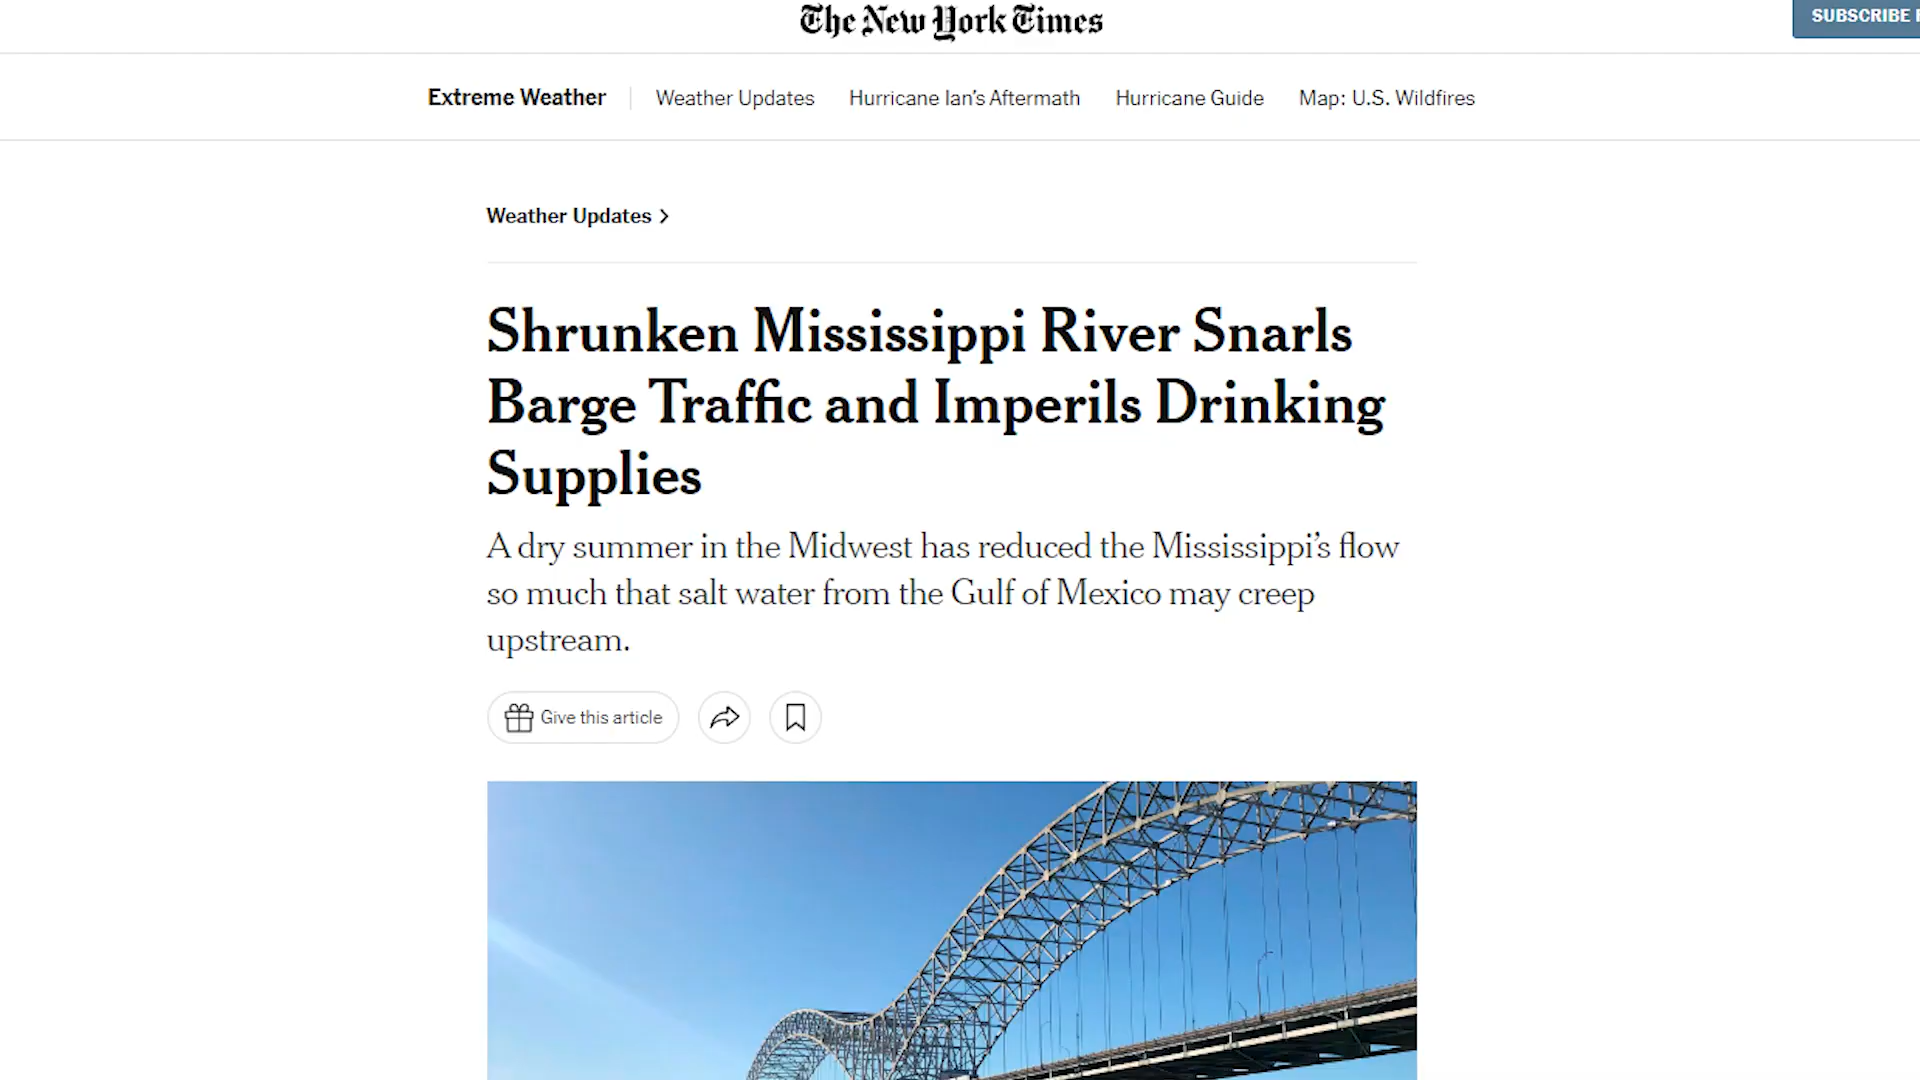 The New York Times
SUBSCRIBE
Extreme Weather
Weather Updates
Hurricane Ian’s Aftermath
Hurricane Guide
Map: U.S. Wildfires
Weather Updates
Shrunken Mississippi River Snarls
Barge Traffic and Imperils Drinking
Supplies
A dry summer in the Midwest has reduced the Mississippi’s flow
so much that salt water from the Gulf of Mexico may creep
upstream.
Give this article